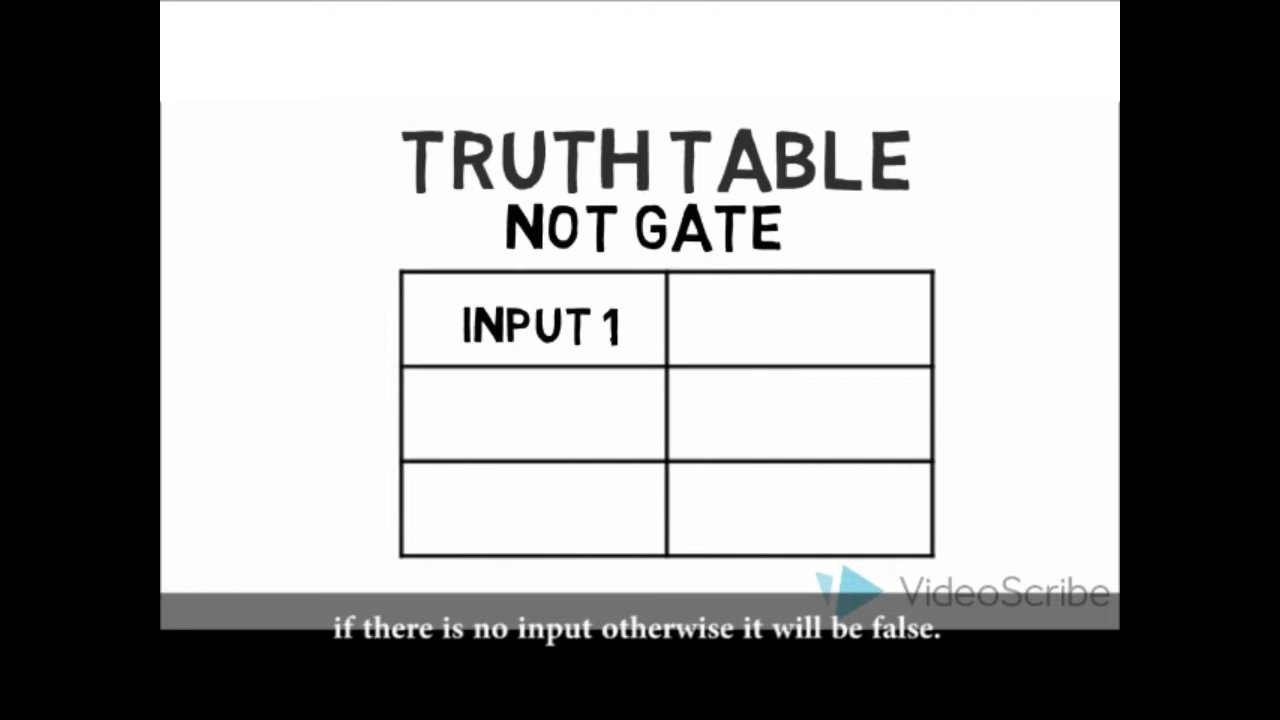 TRUTH TABLE
NOT GATE
INPUT 1
VideoScribe
if there is no input otherwise it will be false.